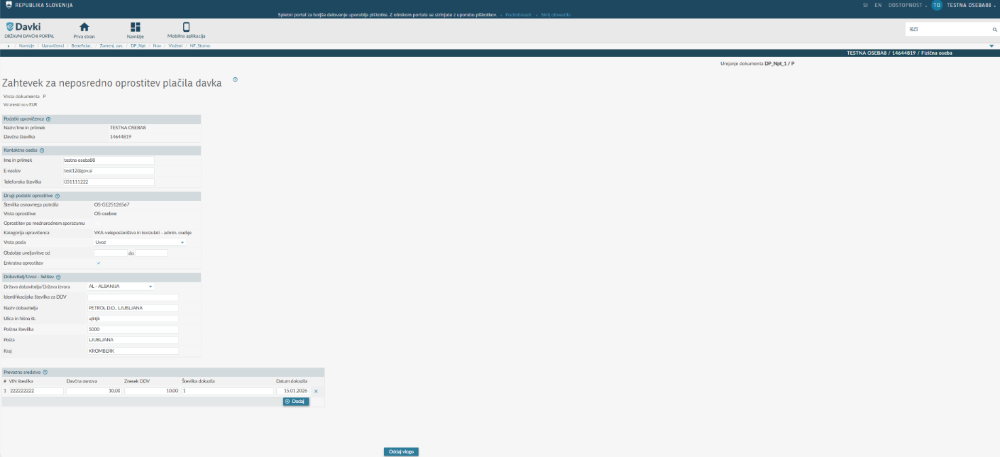 REPUBLIKA SLOVENIJA
SI EN DOSTOPNOST TO TESTNA OSEBA88
Spletni portal za boljše delovanje uporablja piškotke. Z obiskom portala se strinjate z uporabo piškotkov. › Podrobnosti › Skrij obvestilo
Davki
DRŽAVNI DAVČNI PORTAL
Prva stran
Namizje
Mobilna aplikacija
Išči
/ Namizje / Upravičenci / Beneficiar.. / Zamenj. zav. / DP_Npt / Nov / Vloženi / NF_Storno
TESTNA OSEBA8 / 14644819 / Fizična oseba
Urejanje dokumenta DP_Npt_1 / P
Zahtevek za neposredno oprostitev plačila davka
Vrsta dokumenta P
Vsi zneski so v EUR
Podatki upravičenca
Naziv/Ime in priimek TESTNA OSEBA8
Davčna številka 14644819
Kontaktna oseba
Ime in priimek testna oseba88
E-naslov test12@gov.si
Telefonska številka 031111222
Drugi podatki oprostitve
Številka osnovnega potrdila OS-GE25126567
Vrsta oprostitve OS-osebne
Oprostitev po mednarodnem sporazumu
Kategorija upravičenca VKA-veleposlaništva in konzulati - admin. osebje
Vrsta posla Uvoz
Obdobje uveljavitve od do
Enkratna oprostitev
Dobavitelj/Uvoz - Selitev
Država dobavitelja/Država izvora AL - ALBANIJA
Identifikacijska številka za DDV
Naziv dobavitelja PETROL D.D., LJUBLJANA
Ulica in hišna št. ujktjk
Poštna številka 5000
Pošta LJUBLJANA
Kraj KROMBERK
Prevozno sredstvo
# VIN številka Davčna osnova Znesek DDV Številka dokazila Datum dokazila
1 222222222 10,00 10,00 1 15.01.2026
Dodaj
Oddaj vlogo